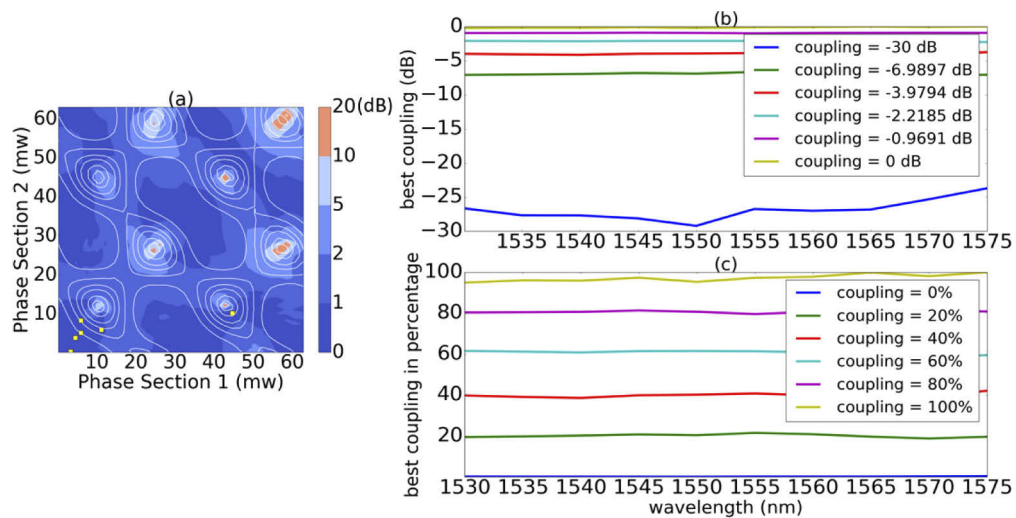 (a)
Phase Section 2 (mw)
60
50
40
30
20
10
10 20 30 40 50 60
Phase Section 1 (mw)
20 (dB)
10
5
2
1
0
(b)
best coupling (dB)
0
−5
−10
−15
−20
−25
−30
1535 1540 1545 1550 1555 1560 1565 1570 1575
coupling = -30 dB
coupling = -6.9897 dB
coupling = -3.9794 dB
coupling = -2.2185 dB
coupling = -0.9691 dB
coupling = 0 dB
(c)
best coupling in percentage
100
80
60
40
20
1530 1535 1540 1545 1550 1555 1560 1565 1570 1575
wavelength (nm)
coupling = 0%
coupling = 20%
coupling = 40%
coupling = 60%
coupling = 80%
coupling = 100%